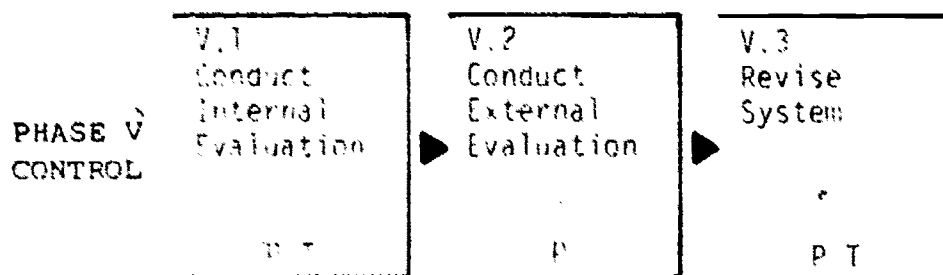 PHASE V
CONTROL
V.1
Conduct
Internal
Evaluation
V.2
Conduct
External
Evaluation
P
V.3
Revise
System
P T